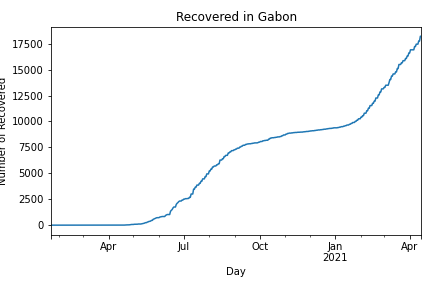 Recovered in Gabon
17500
15000
12500
10000
7500
5000
2500
0
Number of Recovered
Apr
Jul
Oct
Jan
2021
Apr
Day